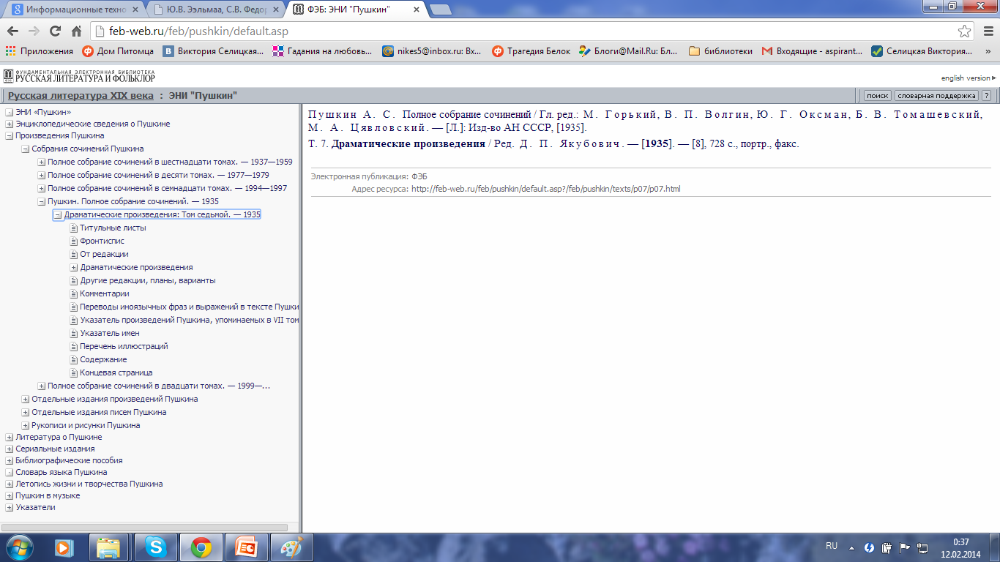 Информационные техно
Ю.В. Ээльмаа, С.В. Федор
ФЭБ: ЭНИ "Пушкин"
feb-web.ru/feb/pushkin/default.asp
Приложения
Дом Питомца
Виктория Селицкая...
Гадания на любовь...
nikes5@inbox.ru: Вх...
Трагедия Белок
Блоги@Mail.Ru: Бл...
библиотеки
Входящие - aspirant...
Селицкая Виктория...
»
ФУНДАМЕНТАЛЬНАЯ ЭЛЕКТРОННАЯ БИБЛИОТЕКА
РУССКАЯ ЛИТЕРАТУРА И ФОЛЬКЛОР
english version
Русская литература XIX века : ЭНИ "Пушкин"
поиск
словарная поддержка
?
ЭНИ «Пушкин»
Энциклопедические сведения о Пушкине
Произведения Пушкина
Собрания сочинений Пушкина
Полное собрание сочинений в шестнадцати томах. — 1937—1959
Полное собрание сочинений в десяти томах. — 1977—1979
Полное собрание сочинений в семнадцати томах. — 1994—1997
Пушкин. Полное собрание сочинений. — 1935
Драматические произведения: Том седьмой. — 1935
Титульные листы
Фронтиспис
От редакции
Драматические произведения
Другие редакции, планы, варианты
Комментарии
Переводы иноязычных фраз и выражений в тексте Пушки
Указатель произведений Пушкина, упоминаемых в VII том
Указатель имен
Перечень иллюстраций
Содержание
Концевая страница
Полное собрание сочинений в двадцати томах. — 1999—...
Отдельные издания произведений Пушкина
Отдельные издания писем Пушкина
Рукописи и рисунки Пушкина
Литература о Пушкине
Сериальные издания
Библиографические пособия
Словарь языка Пушкина
Летопись жизни и творчества Пушкина
Пушкин в музыке
Указатели
Пушкин А. С. Полное собрание сочинений / Гл. ред.: М. Горький, В. П. Волгин, Ю. Г. Оксман, Б. В. Томашевский,
М. А. Цявловский. — [Л.]: Изд-во АН СССР, [1935].
Т. 7. Драматические произведения / Ред. Д. П. Якубович. — [1935]. — [8], 728 с., портр., факс.
Электронная публикация: ФЭБ
Адрес ресурса: http://feb-web.ru/feb/pushkin/default.asp?/feb/pushkin/texts/p07/p07.html
RU
0:37
12.02.2014